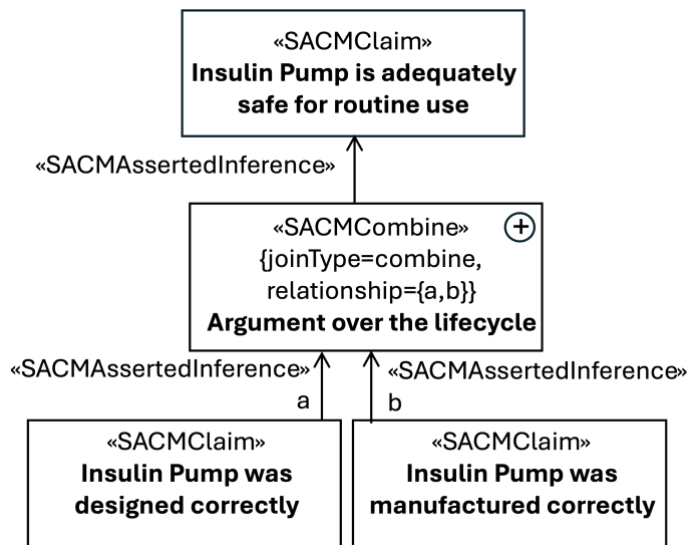 «SACMClaim»
Insulin Pump is adequately
safe for routine use
«SACMAssertedInference»
«SACMCombine» +
{joinType=combine,
relationship={a,b}}
Argument over the lifecycle
«SACMAssertedInference» «SACMAssertedInference»
a b
«SACMClaim» «SACMClaim»
Insulin Pump was Insulin Pump was
designed correctly manufactured correctly